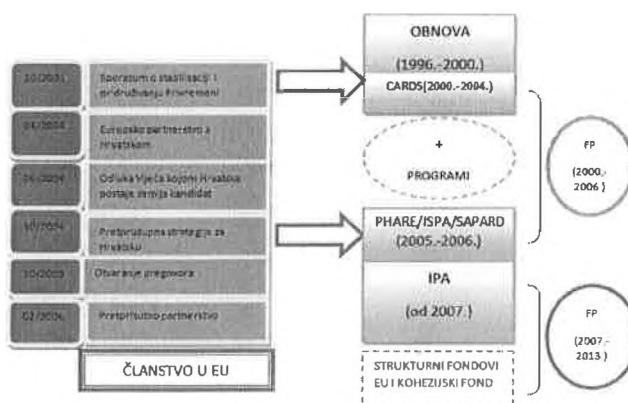 10/2001
Sporazum o stabilizaciji i
pridruživanju Privremeni
04/2004
Europsko partnerstvo s
Hrvatskom
06/2004
Odluka Vijeća kojom Hrvatska
postaje zemlja kandidat
10/2004
Pretpristupna strategija za
Hrvatsku
10/2005
Otvaranje pregovora
02/2006
Pretpristupno partnerstvo
ČLANSTVO U EU
OBNOVA
(1996.-2000.)
CARDS(2000.-2004.)
+
PROGRAMI
PHARE/ISPA/SAPARD
(2005.-2006.)
IPA
(od 2007.)
STRUKTURNI FONDOVI
EU I KOHEZIJSKI FOND
FP
(2000.-
2006)
FP
(2007.-
2013)